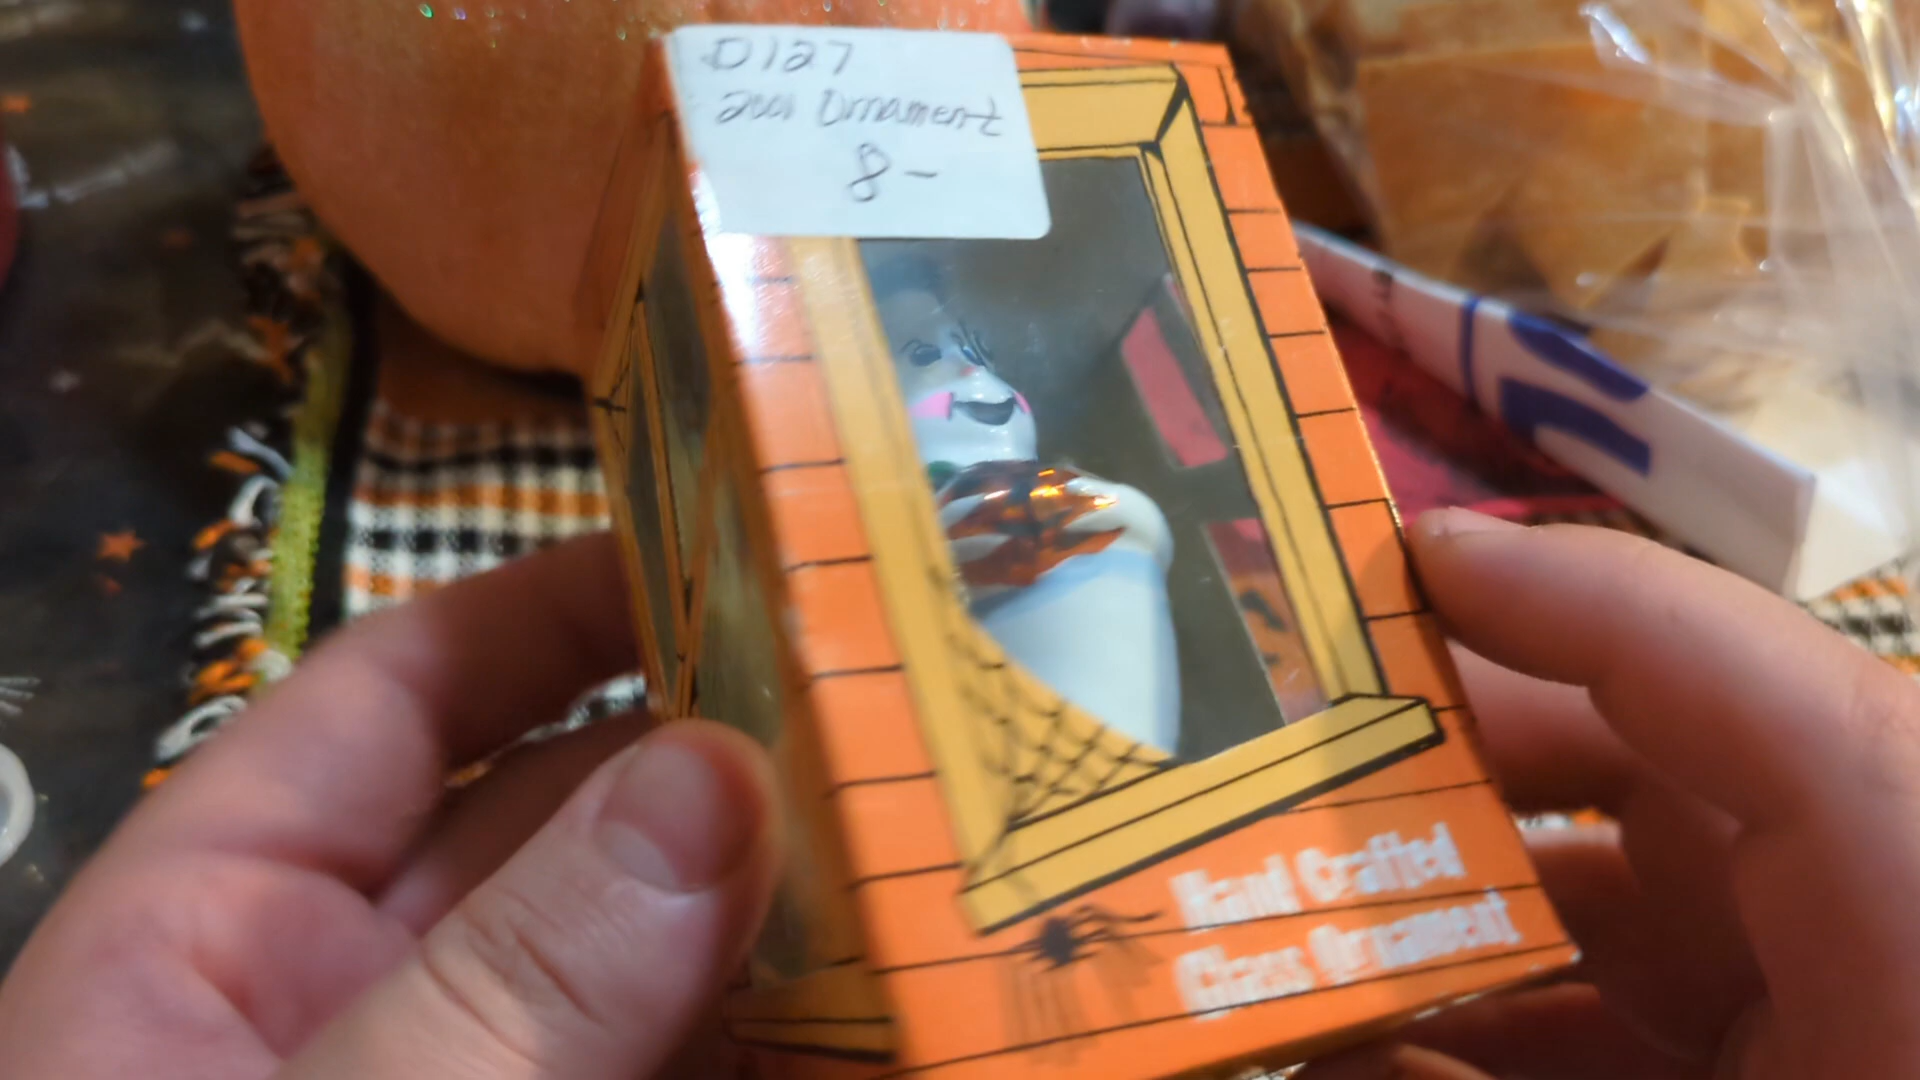 D127
2001 Ornament
8-
Hand Crafted
Glass Ornament